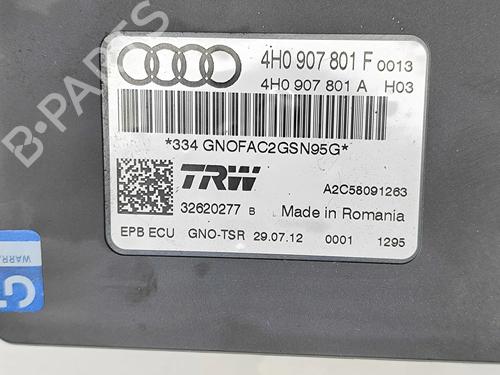 4H0 907 801 F 0013
4H0 907 801 A H03
*334 GNOFAC2GSN95G*
TRW
A2C58091263
32620277 B Made in Romania
EPB ECU GNO-TSR 29.07.12 0001 1295
B-PARTS